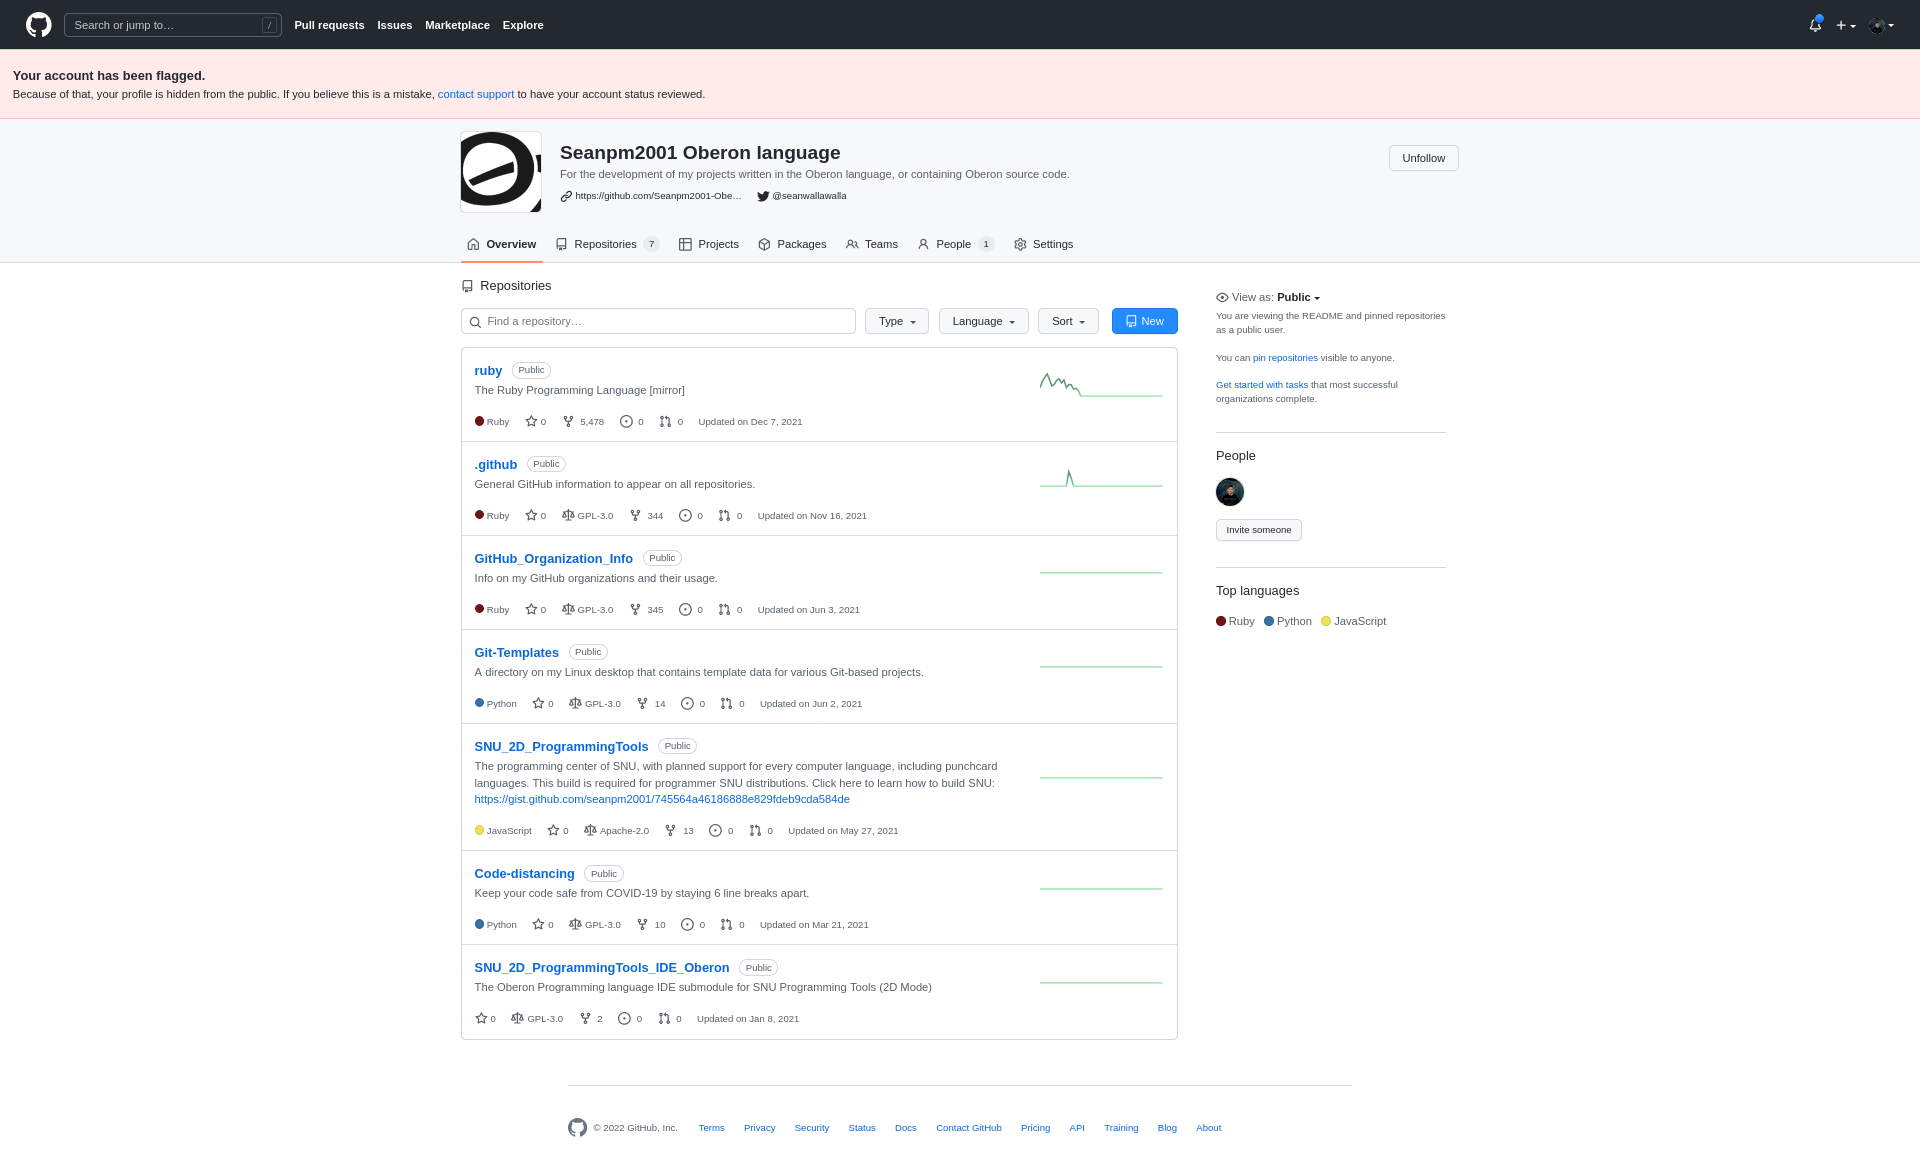 Search or jump to… /
Pull requests Issues Marketplace Explore
Your account has been flagged.
Because of that, your profile is hidden from the public. If you believe this is a mistake, contact support to have your account status reviewed.
Seanpm2001 Oberon language
For the development of my projects written in the Oberon language, or containing Oberon source code.
https://github.com/Seanpm2001-Obe… @seanwallawalla
Unfollow
Overview Repositories 7 Projects Packages Teams People 1 Settings
Repositories
Find a repository… Type Language Sort New
ruby Public
The Ruby Programming Language [mirror]
Ruby 0 5,478 0 0 Updated on Dec 7, 2021
.github Public
General GitHub information to appear on all repositories.
Ruby 0 GPL-3.0 344 0 0 Updated on Nov 16, 2021
GitHub_Organization_Info Public
Info on my GitHub organizations and their usage.
Ruby 0 GPL-3.0 345 0 0 Updated on Jun 3, 2021
Git-Templates Public
A directory on my Linux desktop that contains template data for various Git-based projects.
Python 0 GPL-3.0 14 0 0 Updated on Jun 2, 2021
SNU_2D_ProgrammingTools Public
The programming center of SNU, with planned support for every computer language, including punchcard
languages. This build is required for programmer SNU distributions. Click here to learn how to build SNU:
https://gist.github.com/seanpm2001/745564a46186888e829fdeb9cda584de
JavaScript 0 Apache-2.0 13 0 0 Updated on May 27, 2021
Code-distancing Public
Keep your code safe from COVID-19 by staying 6 line breaks apart.
Python 0 GPL-3.0 10 0 0 Updated on Mar 21, 2021
SNU_2D_ProgrammingTools_IDE_Oberon Public
The Oberon Programming language IDE submodule for SNU Programming Tools (2D Mode)
0 GPL-3.0 2 0 0 Updated on Jan 8, 2021
View as: Public
You are viewing the README and pinned repositories
as a public user.
You can pin repositories visible to anyone.
Get started with tasks that most successful
organizations complete.
People
Invite someone
Top languages
Ruby Python JavaScript
© 2022 GitHub, Inc. Terms Privacy Security Status Docs Contact GitHub Pricing API Training Blog About